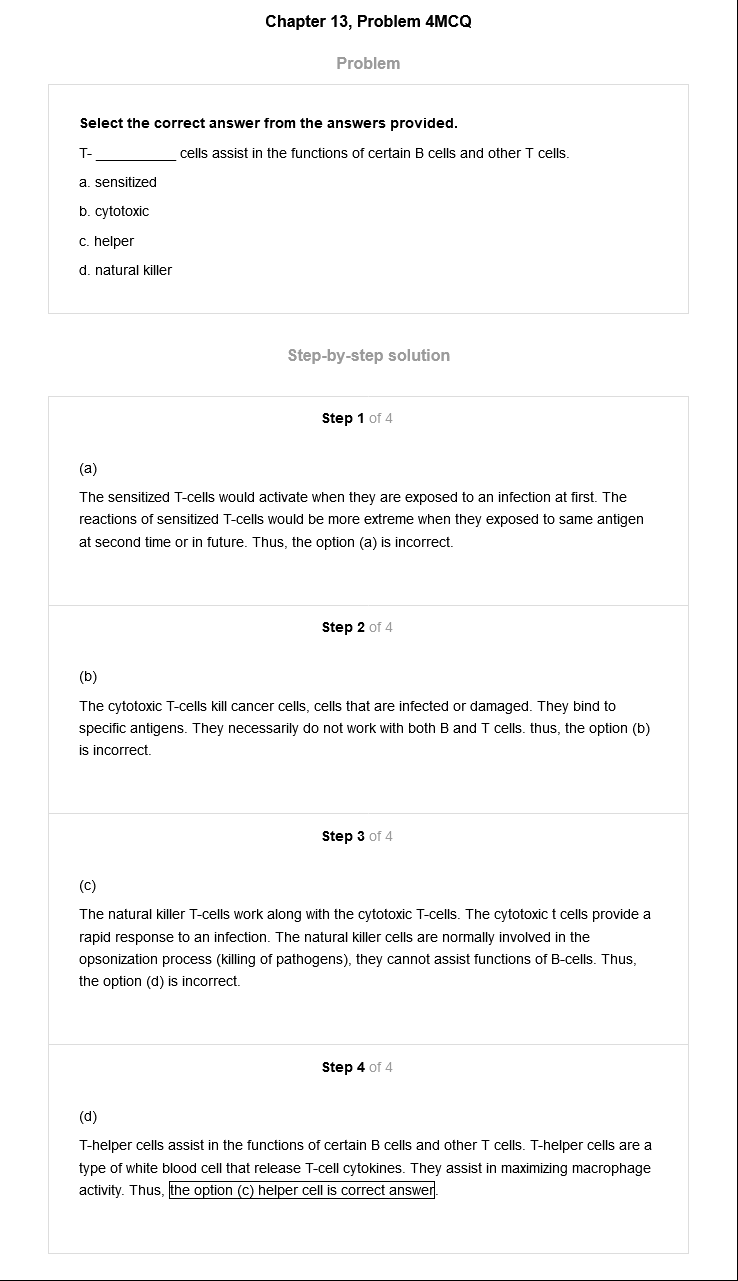 Chapter 13, Problem 4MCQ
Problem
Select the correct answer from the answers provided.
T- __________ cells assist in the functions of certain B cells and other T cells.
a. sensitized
b. cytotoxic
c. helper
d. natural killer
Step-by-step solution
Step 1 of 4
(a)
The sensitized T-cells would activate when they are exposed to an infection at first. The
reactions of sensitized T-cells would be more extreme when they exposed to same antigen
at second time or in future. Thus, the option (a) is incorrect.
Step 2 of 4
(b)
The cytotoxic T-cells kill cancer cells, cells that are infected or damaged. They bind to
specific antigens. They necessarily do not work with both B and T cells. thus, the option (b)
is incorrect.
Step 3 of 4
(c)
The natural killer T-cells work along with the cytotoxic T-cells. The cytotoxic t cells provide a
rapid response to an infection. The natural killer cells are normally involved in the
opsonization process (killing of pathogens), they cannot assist functions of B-cells. Thus,
the option (d) is incorrect.
Step 4 of 4
(d)
T-helper cells assist in the functions of certain B cells and other T cells. T-helper cells are a
type of white blood cell that release T-cell cytokines. They assist in maximizing macrophage
activity. Thus, the option (c) helper cell is correct answer.